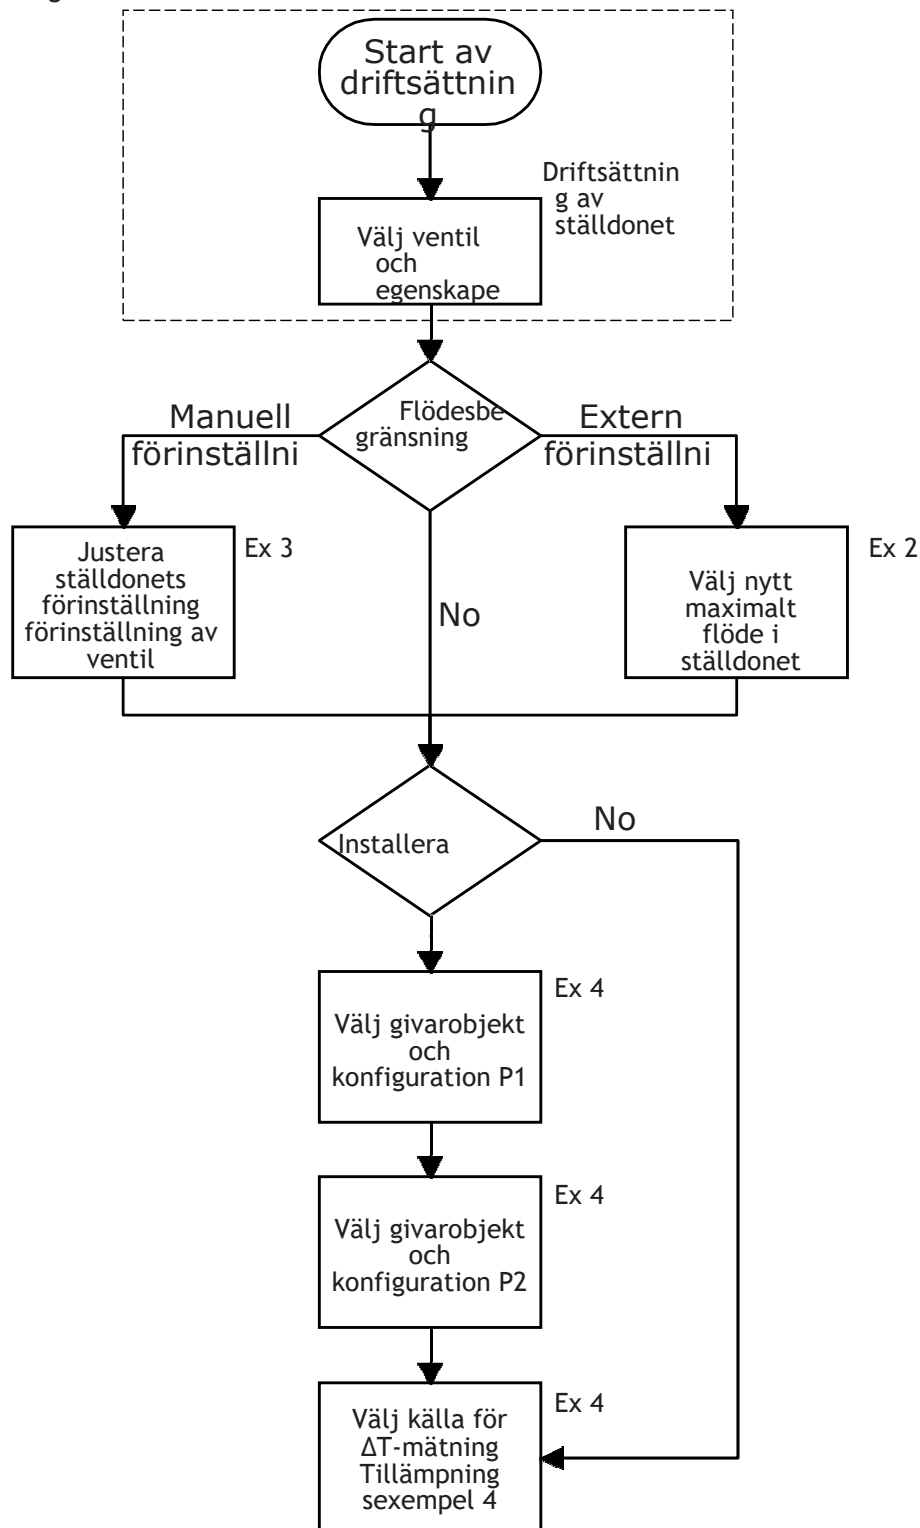 Start av
driftsättnin
g
Driftsättnin
g av
ställdonet
Välj ventil
och
egenskape
Flödesbe
gränsning
Manuell
förinställni
Extern
förinställni
Justera
ställdonets
förinställning
förinställning av
ventil
Ex 3
No
Välj nytt
maximalt
flöde i
ställdonet
Ex 2
Installera
No
Ex 4
Välj givarobjekt
och
konfiguration P1
Ex 4
Välj givarobjekt
och
konfiguration P2
Ex 4
Välj källa för
ΔT-mätning
Tillämpning
sexempel 4